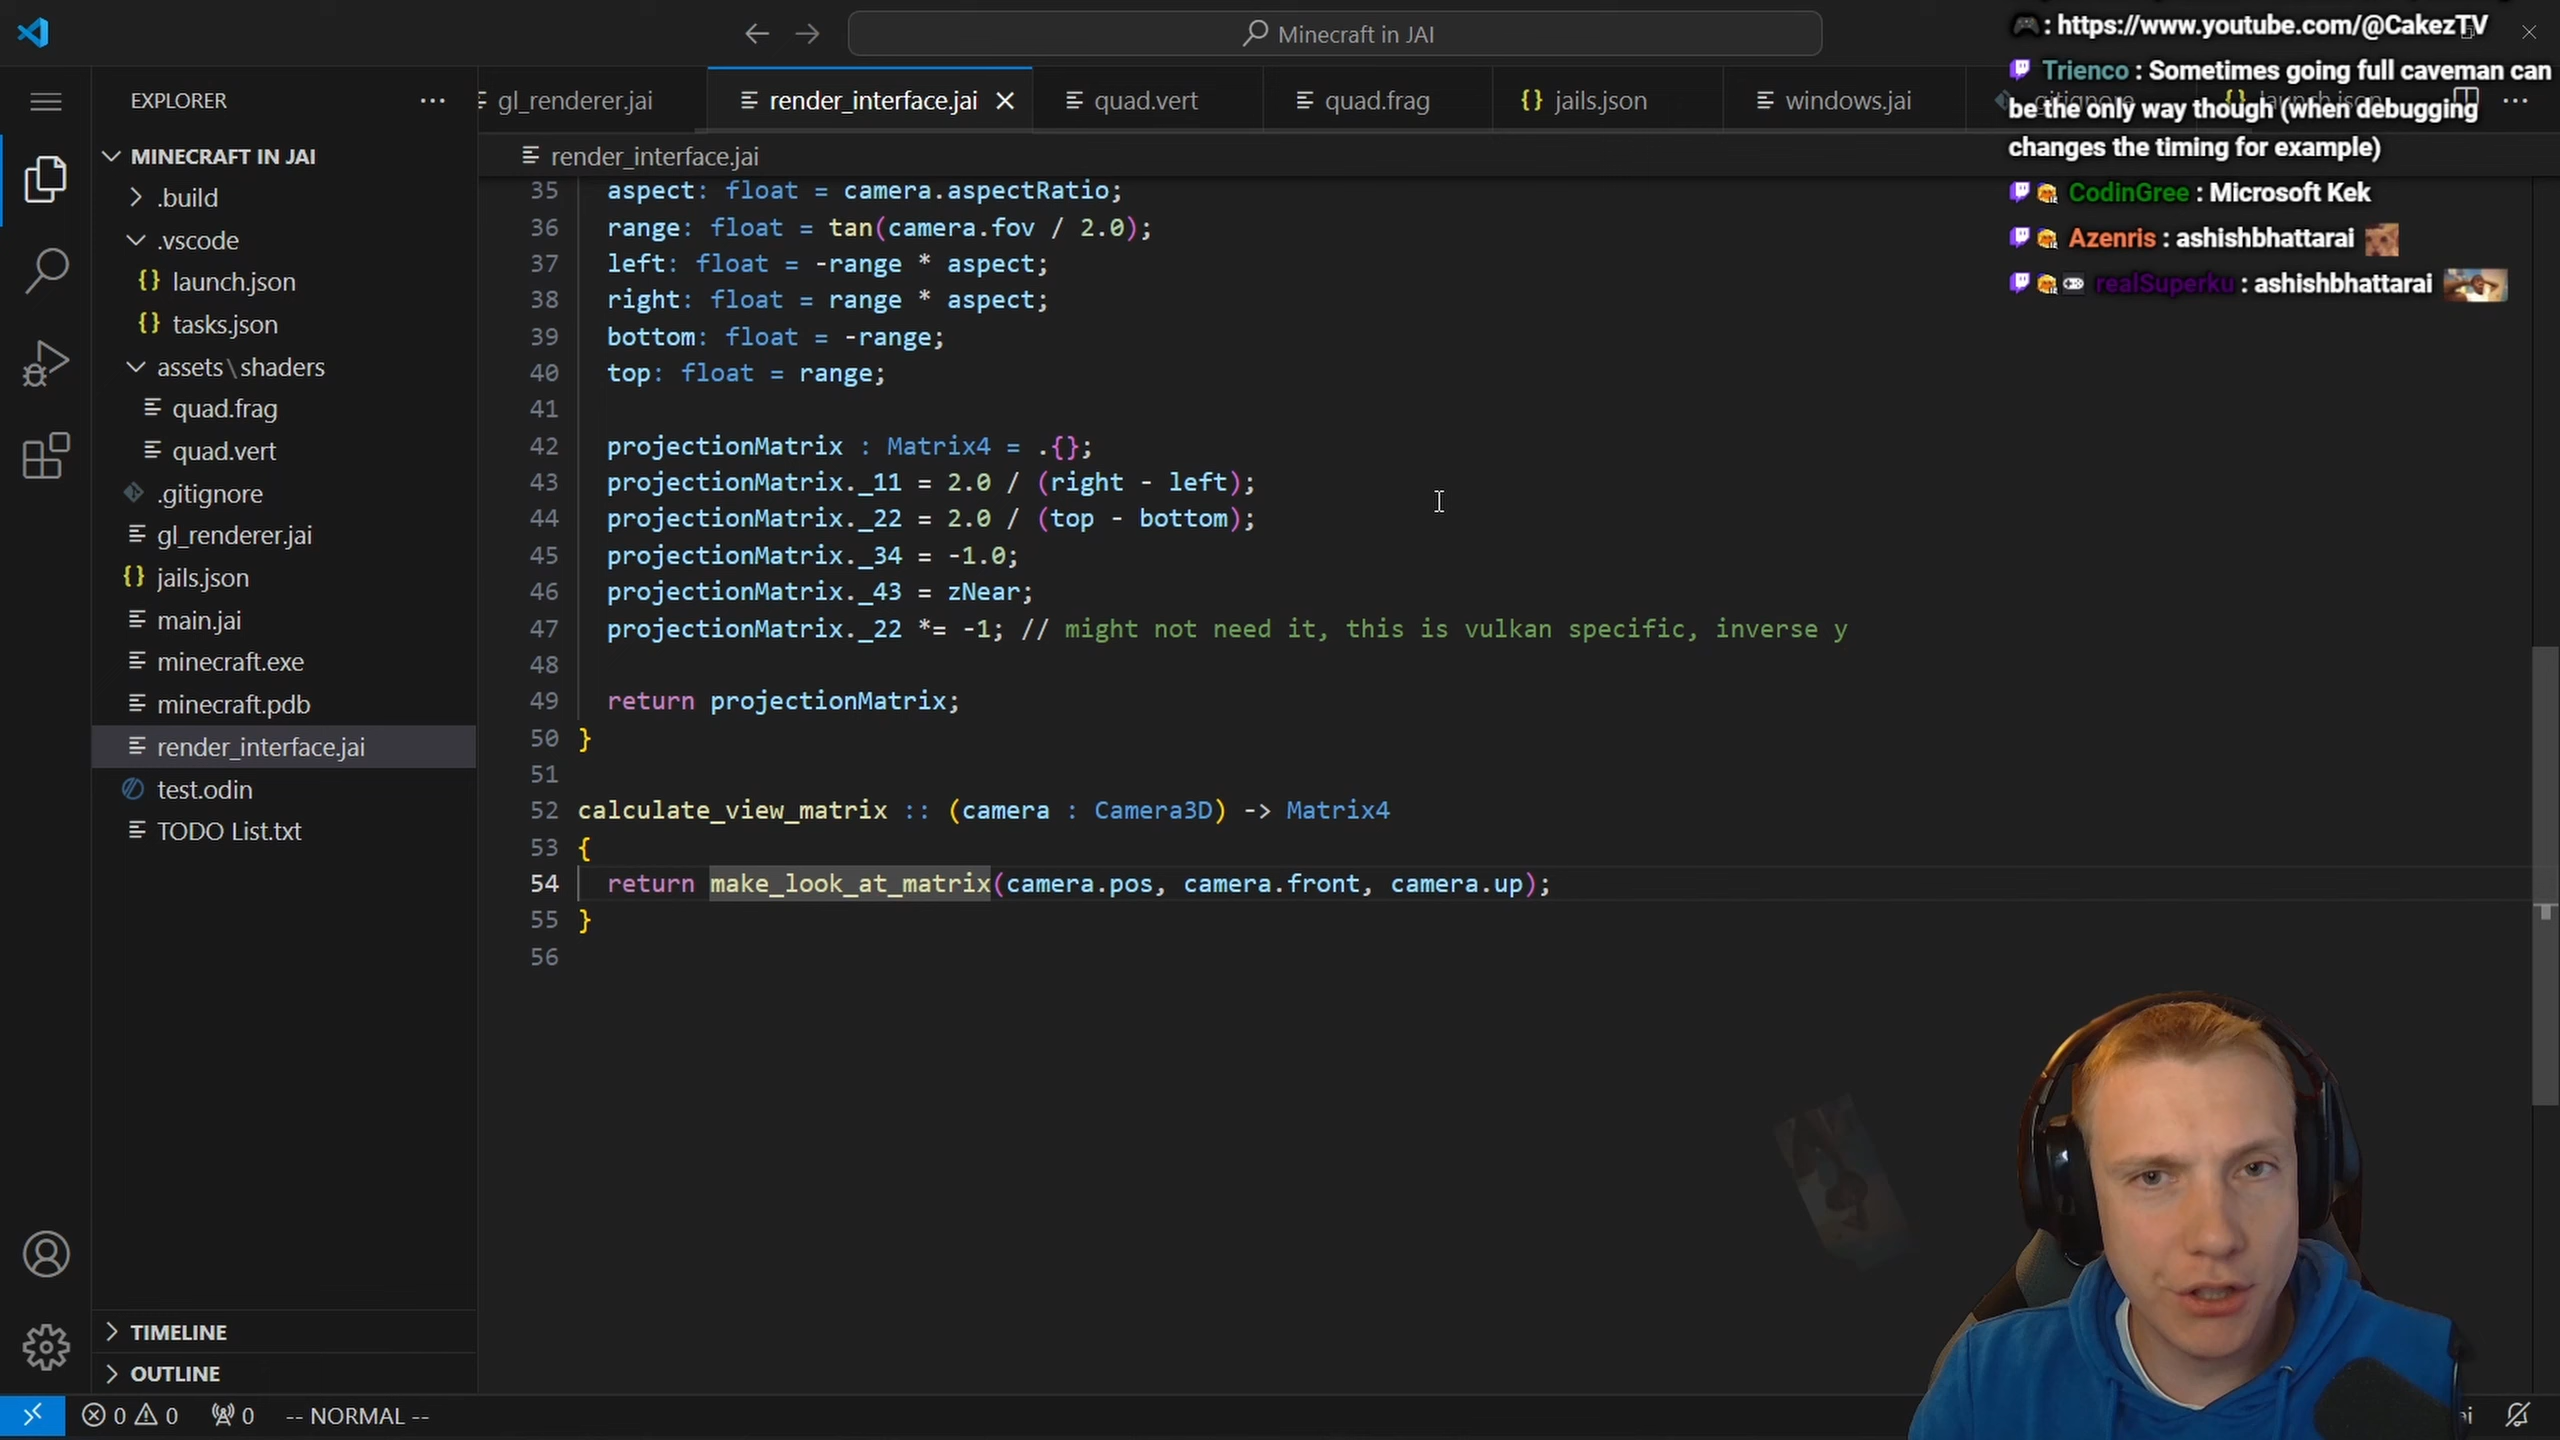 Minecraft in JAI
: https://www.youtube.com/@CakezTV
Trienco : Sometimes going full caveman can
be the only way though (when debugging
changes the timing for example)
CodinGree : Microsoft Kek
Azenris : ashishbhattarai
realSuperku : ashishbhattarai
EXPLORER
gl_renderer.jai
render_interface.jai
quad.vert
quad.frag
{} jails.json
windows.jai
.gitignore
launch.json
MINECRAFT IN JAI
.build
.vscode
{} launch.json
{} tasks.json
assets\shaders
quad.frag
quad.vert
.gitignore
gl_renderer.jai
{} jails.json
main.jai
minecraft.exe
minecraft.pdb
render_interface.jai
test.odin
TODO List.txt
TIMELINE
OUTLINE
render_interface.jai
35 aspect: float = camera.aspectRatio;
36 range: float = tan(camera.fov / 2.0);
37 left: float = -range * aspect;
38 right: float = range * aspect;
39 bottom: float = -range;
40 top: float = range;
41
42 projectionMatrix : Matrix4 = .{};
43 projectionMatrix._11 = 2.0 / (right - left);
44 projectionMatrix._22 = 2.0 / (top - bottom);
45 projectionMatrix._34 = -1.0;
46 projectionMatrix._43 = zNear;
47 projectionMatrix._22 *= -1; // might not need it, this is vulkan specific, inverse y
48
49 return projectionMatrix;
50 }
51
52 calculate_view_matrix :: (camera : Camera3D) -> Matrix4
53 {
54 return make_look_at_matrix(camera.pos, camera.front, camera.up);
55 }
56
0 0 0 -- NORMAL --